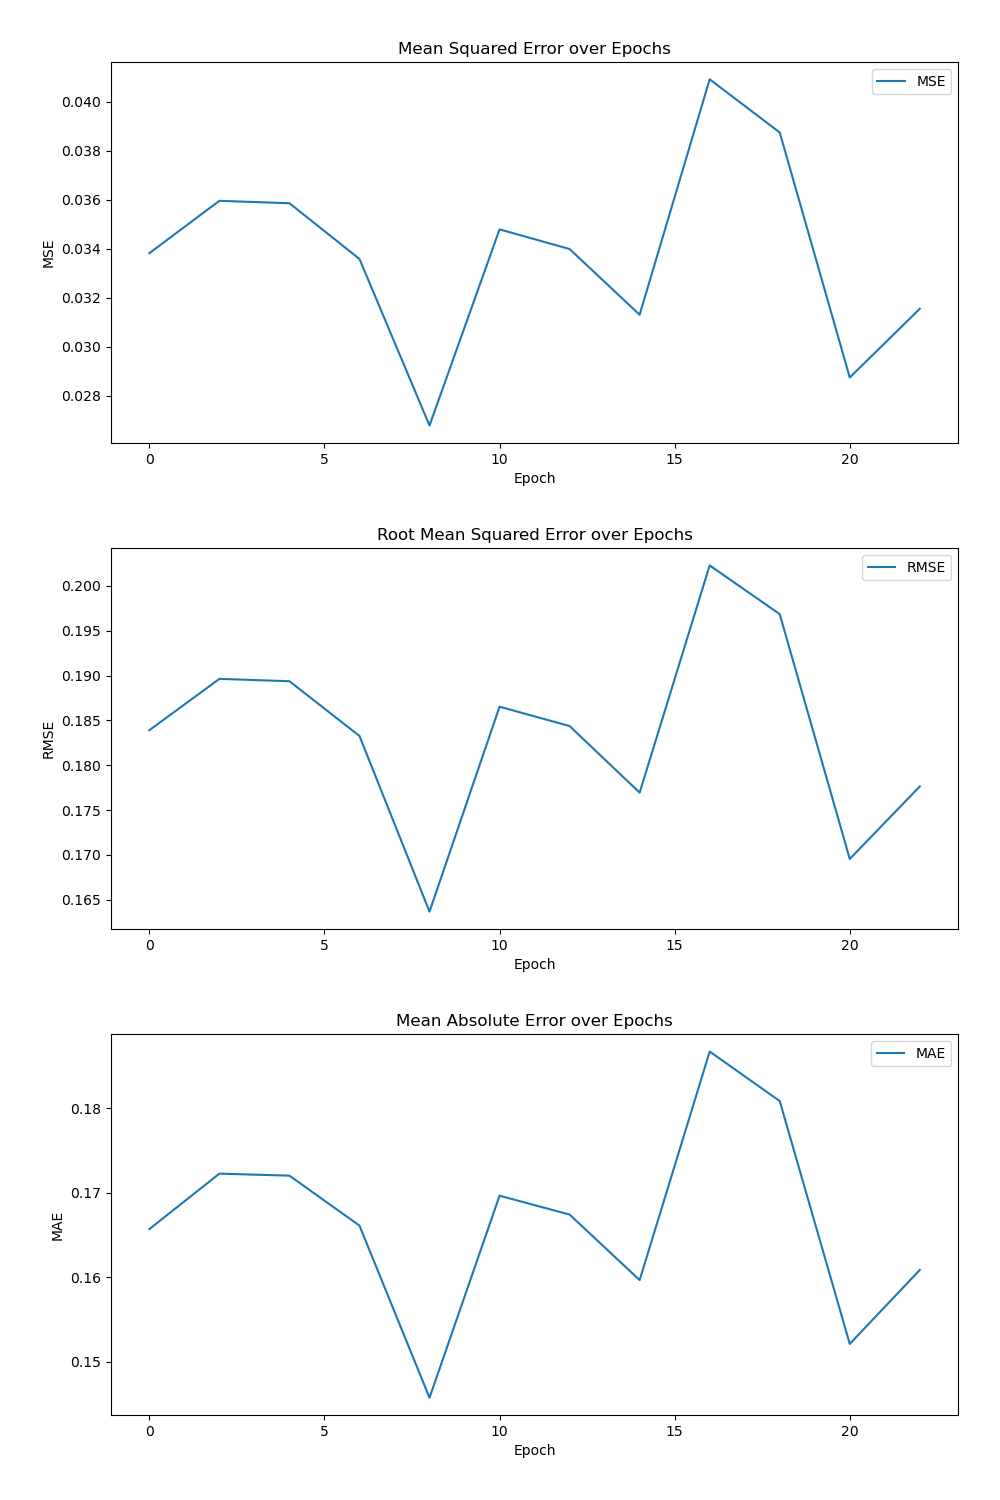 Mean Squared Error over Epochs
MSE
0.040
0.038
0.036
0.034
0.032
0.030
0.028
MSE
0 5 10 15 20
Epoch
Root Mean Squared Error over Epochs
RMSE
0.200
0.195
0.190
0.185
0.180
0.175
0.170
0.165
RMSE
0 5 10 15 20
Epoch
Mean Absolute Error over Epochs
MAE
0.18
0.17
0.16
0.15
MAE
0 5 10 15 20
Epoch